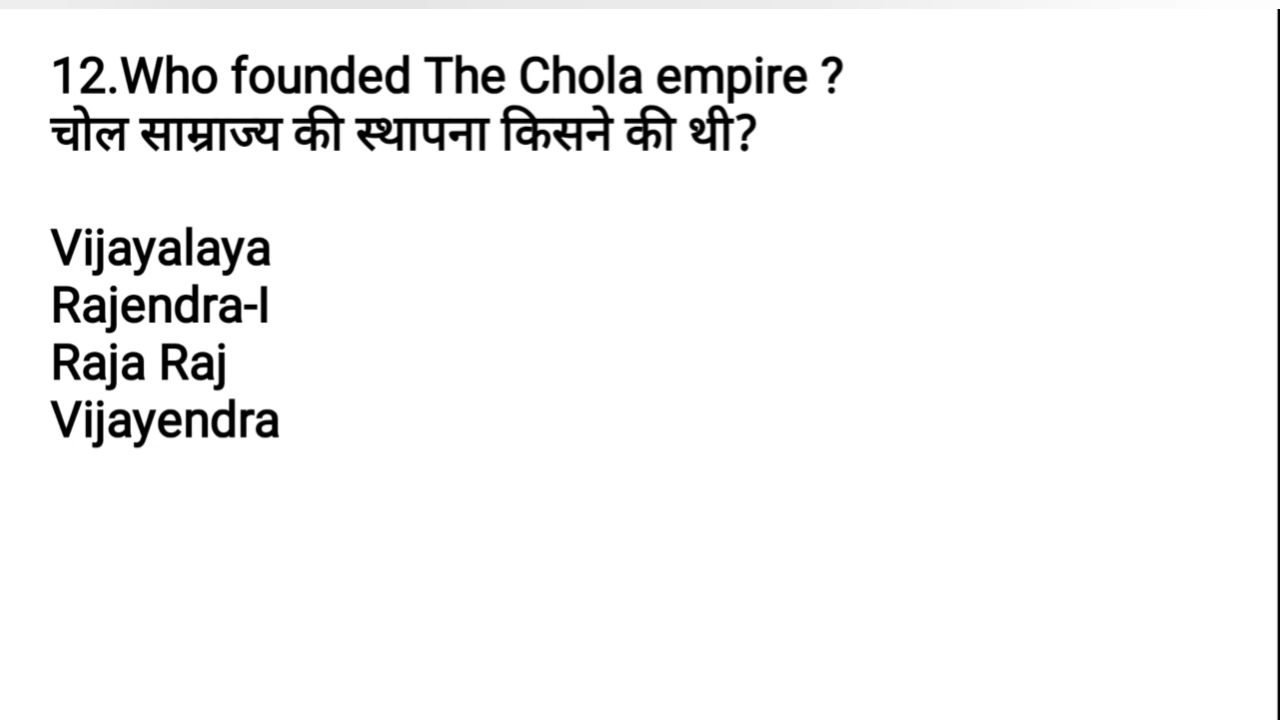 12.Who founded The Chola empire ?
चोल साम्राज्य की स्थापना किसने की थी?
Vijayalaya
Rajendra-I
Raja Raj
Vijayendra